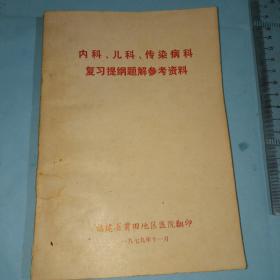 内科、儿科、传染病科
复习提纲题解参考资料
福建省莆田地区医院翻印
一九七九年十一月